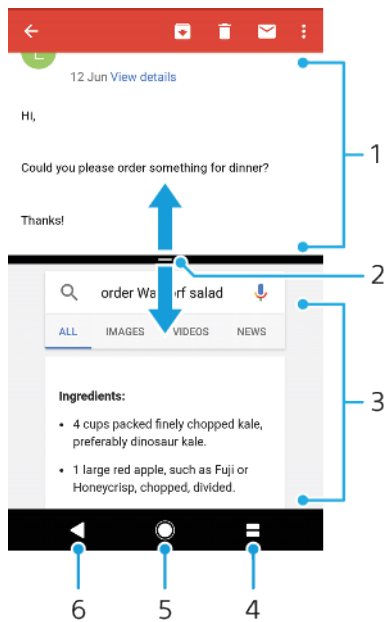 12 Jun View details
Hi,
Could you please order something for dinner?
Thanks!
order Wa rf salad
ALL IMAGES VIDEOS NEWS
Ingredients:
• 4 cups packed finely chopped kale,
preferably dinosaur kale.
• 1 large red apple, such as Fuji or
Honeycrisp, chopped, divided.
1
2
3
6 5 4